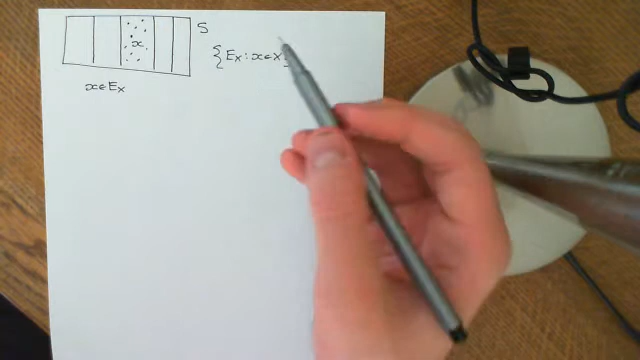 S
x
{Ex : x ∈ X}
x ∈ Ex